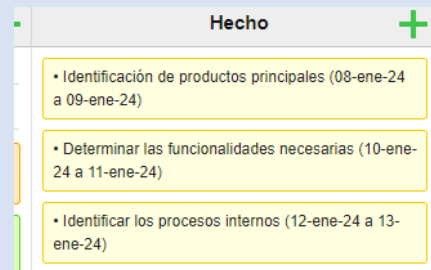 Hecho
• Identificación de productos principales (08-ene-24
a 09-ene-24)
• Determinar las funcionalidades necesarias (10-ene-
24 a 11-ene-24)
• Identificar los procesos internos (12-ene-24 a 13-
ene-24)